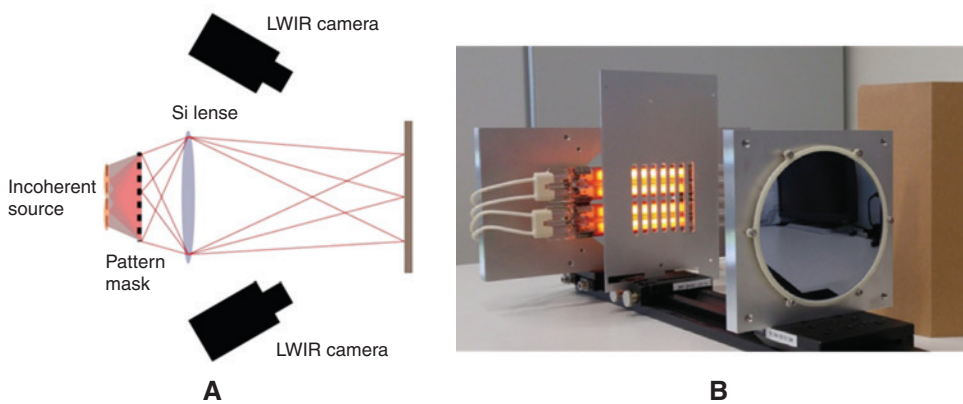 LWIR camera
Si lense
Incoherent
source
Pattern
mask
LWIR camera
A
B